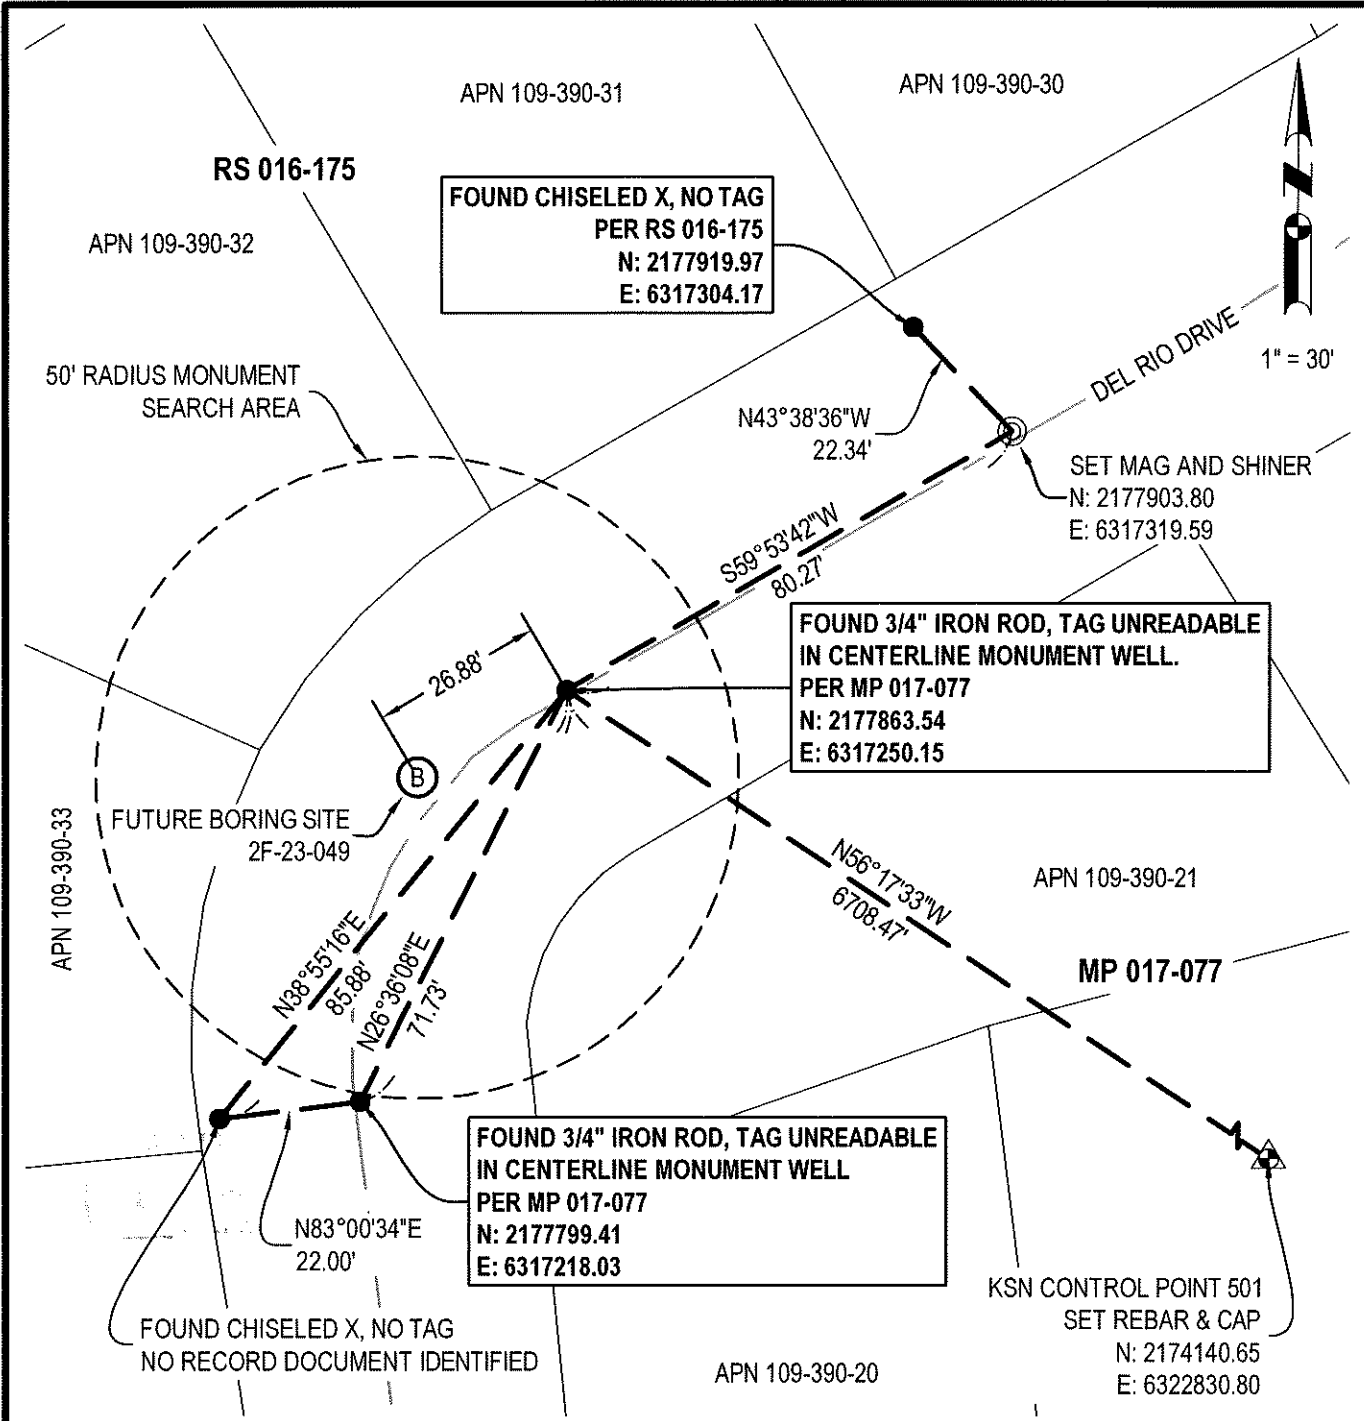 APN 109-390-31
APN 109-390-30
RS 016-175
FOUND CHISELED X, NO TAG
PER RS 016-175
N: 2177919.97
E: 6317304.17
APN 109-390-32
N
1" = 30'
DEL RIO DRIVE
50' RADIUS MONUMENT
SEARCH AREA
N43°38'36"W
22.34'
SET MAG AND SHINER
N: 2177903.80
E: 6317319.59
S59°53'42"W
80.27'
FOUND 3/4" IRON ROD, TAG UNREADABLE
IN CENTERLINE MONUMENT WELL.
PER MP 017-077
N: 2177863.54
E: 6317250.15
26.88'
B
FUTURE BORING SITE
2F-23-049
APN 109-390-33
N56°17'33"W
6708.47'
APN 109-390-21
MP 017-077
N38°55'16"E
85.88'
N26°36'08"E
71.73'
FOUND 3/4" IRON ROD, TAG UNREADABLE
IN CENTERLINE MONUMENT WELL
PER MP 017-077
N: 2177799.41
E: 6317218.03
N83°00'34"E
22.00'
FOUND CHISELED X, NO TAG
NO RECORD DOCUMENT IDENTIFIED
APN 109-390-20
KSN CONTROL POINT 501
SET REBAR & CAP
N: 2174140.65
E: 6322830.80